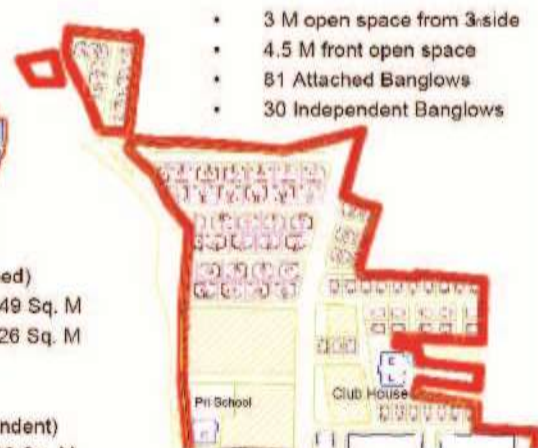 • 3 M open space from 3 side
• 4.5 M front open space
• 81 Attached Banglows
• 30 Independent Banglows
ed)
49 Sq. M
26 Sq. M
ndent)
Pri School
Club House